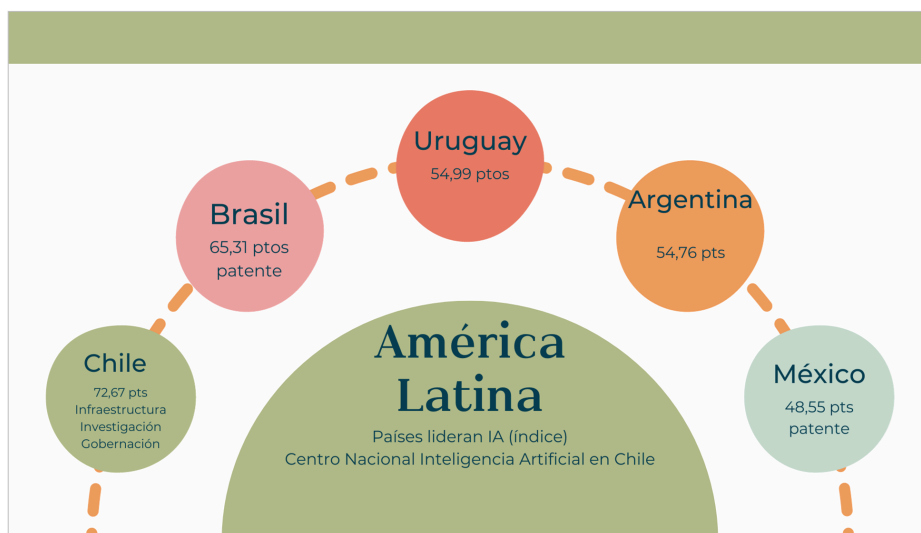 Uruguay
54,99 ptos
Brasil
65,31 ptos
patente
Argentina
54,76 pts
Chile
72,67 pts
Infraestructura
Investigación
Gobernación
América
Latina
Países lideran IA (índice)
Centro Nacional Inteligencia Artificial en Chile
México
48,55 pts
patente